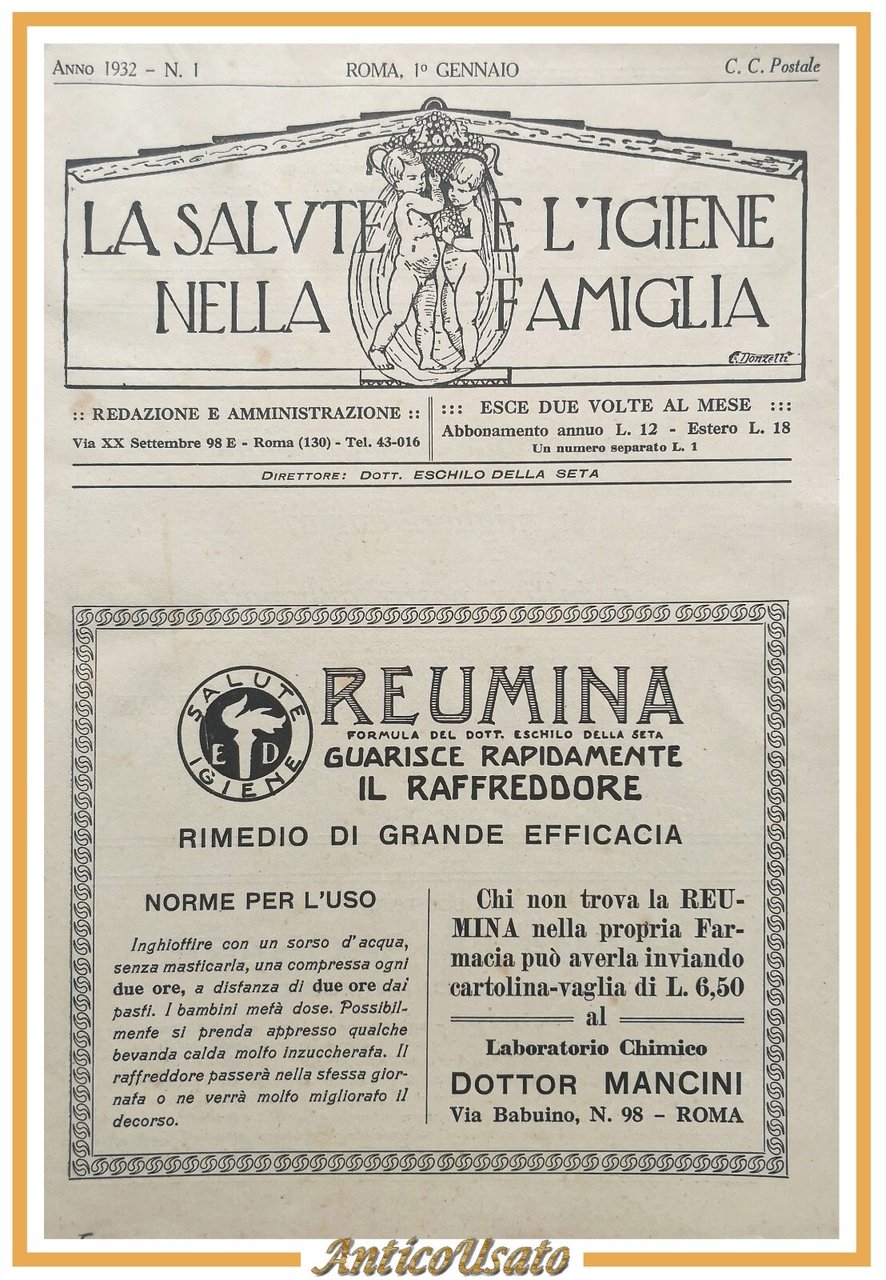 ANNO 1932 - N. 1 ROMA, 1º GENNAIO C. C. Postale
LA SALVTE E L'IGIENE
NELLA FAMIGLIA
C. Donzelli
:: REDAZIONE E AMMINISTRAZIONE ::
Via XX Settembre 98 E - Roma (130) - Tel. 43-016
::: ESCE DUE VOLTE AL MESE :::
Abbonamento annuo L. 12 - Estero L. 18
Un numero separato L. 1
DIRETTORE: DOTT. ESCHILO DELLA SETA
SALUTE
E D
IGIENE
REUMINA
FORMULA DEL DOTT. ESCHILO DELLA SETA
GUARISCE RAPIDAMENTE
IL RAFFREDDORE
RIMEDIO DI GRANDE EFFICACIA
NORME PER L'USO
Inghiottire con un sorso d'acqua,
senza masticarla, una compressa ogni
due ore, a distanza di due ore dai
pasti. I bambini metà dose. Possibil-
mente si prenda appresso qualche
bevanda calda molto inzuccherata. Il
raffreddore passerà nella stessa gior-
nata o ne verrà molto migliorato il
decorso.
Chi non trova la REU-
MINA nella propria Far-
macia può averla inviando
cartolina-vaglia di L. 6,50
al
Laboratorio Chimico
DOTTOR MANCINI
Via Babuino, N. 98 - ROMA
AnticoUsato